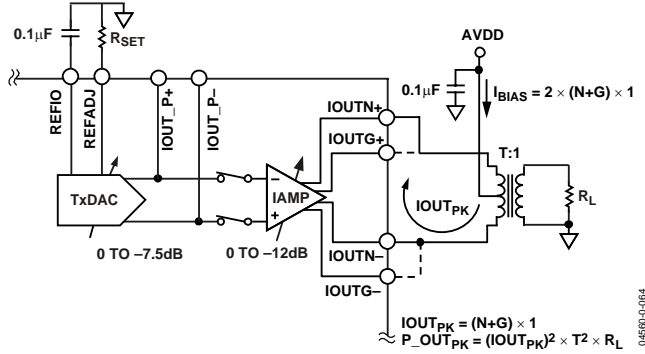 0.1µF
RSET
REFIO
REFADJ
IOUT_P+
IOUT_P–
TxDAC
0 TO –7.5dB
IAMP
–
+
0 TO –12dB
IOUTN+
IOUTG+
IOUTN–
IOUTG–
IOUTPK
AVDD
0.1µF
IBIAS = 2 × (N+G) × 1
T:1
RL
IOUTPK = (N+G) × 1
P_OUTPK = (IOUTPK)² × T² × RL
04560-0-064